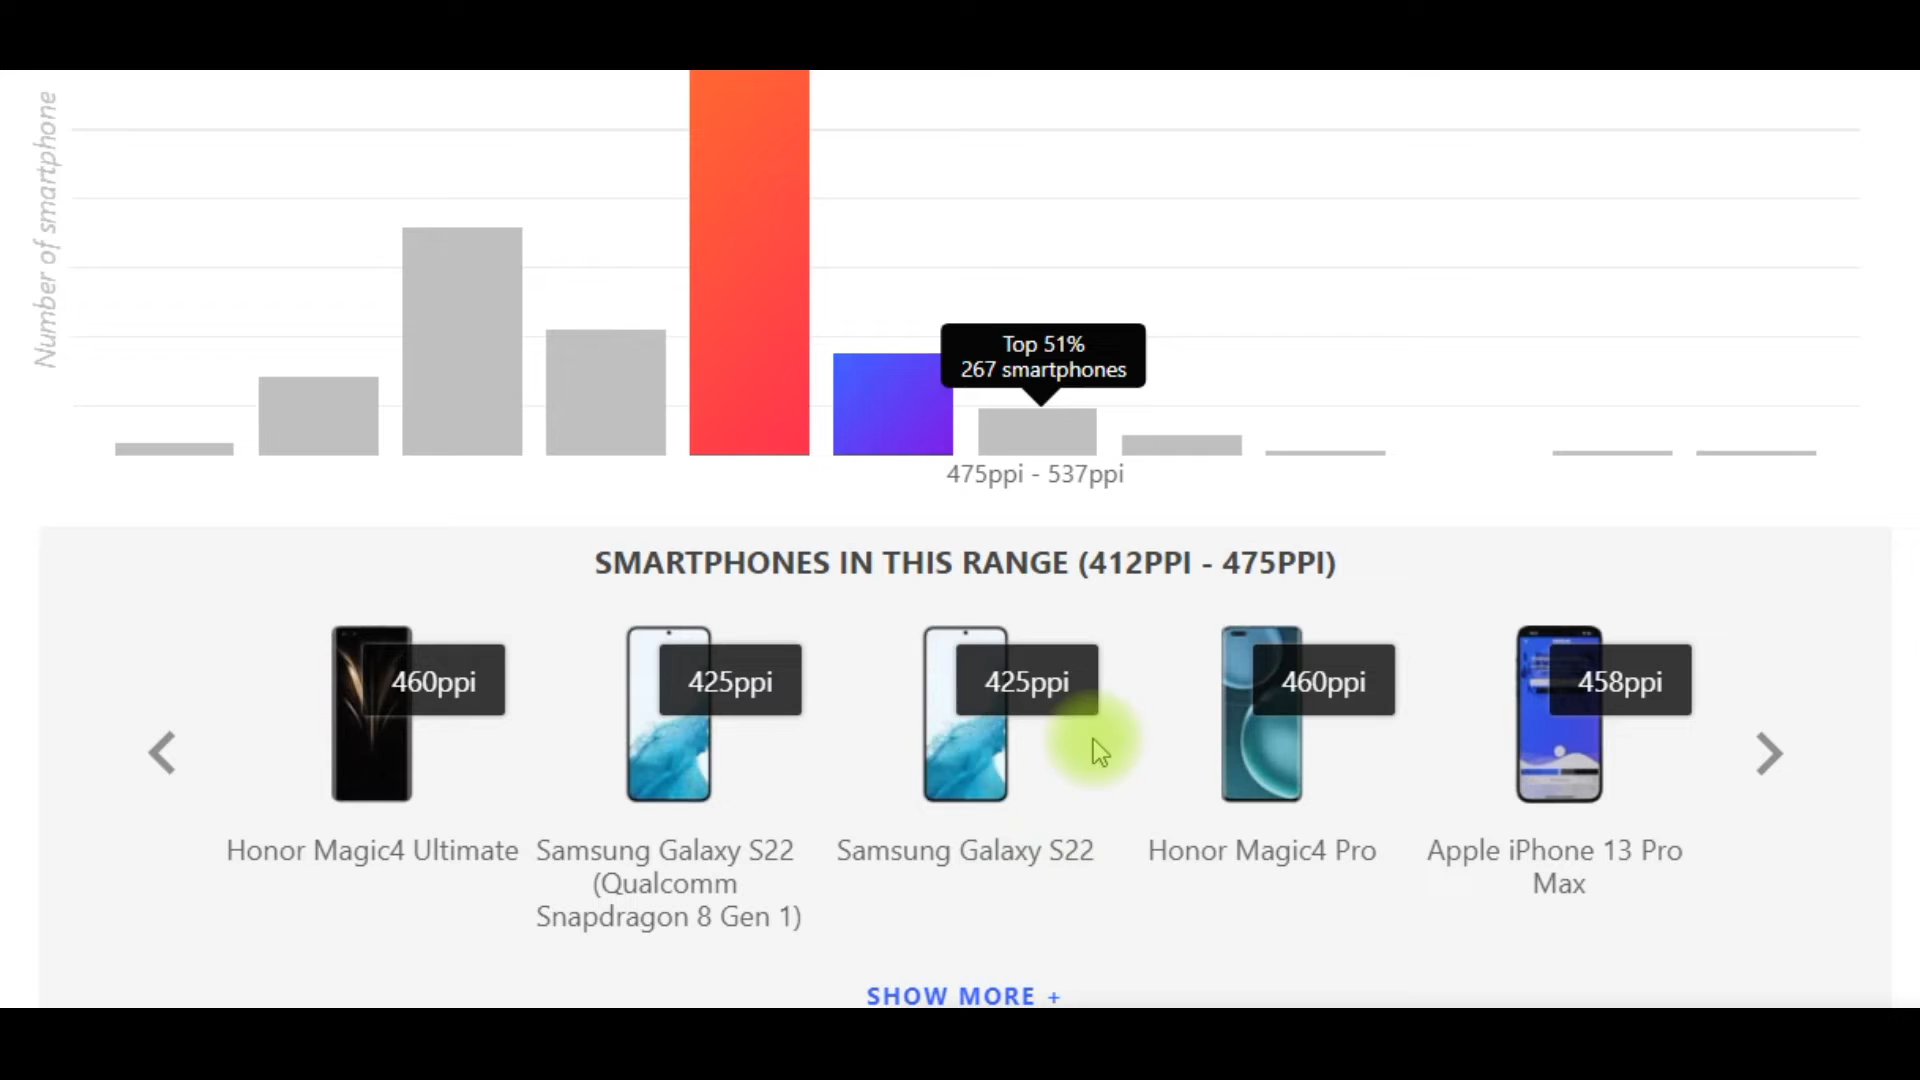 Number of smartphone
Top 51%
267 smartphones
475ppi - 537ppi
SMARTPHONES IN THIS RANGE (412PPI - 475PPI)
460ppi
425ppi
425ppi
460ppi
458ppi
Honor Magic4 Ultimate
Samsung Galaxy S22
(Qualcomm
Snapdragon 8 Gen 1)
Samsung Galaxy S22
Honor Magic4 Pro
Apple iPhone 13 Pro
Max
SHOW MORE +